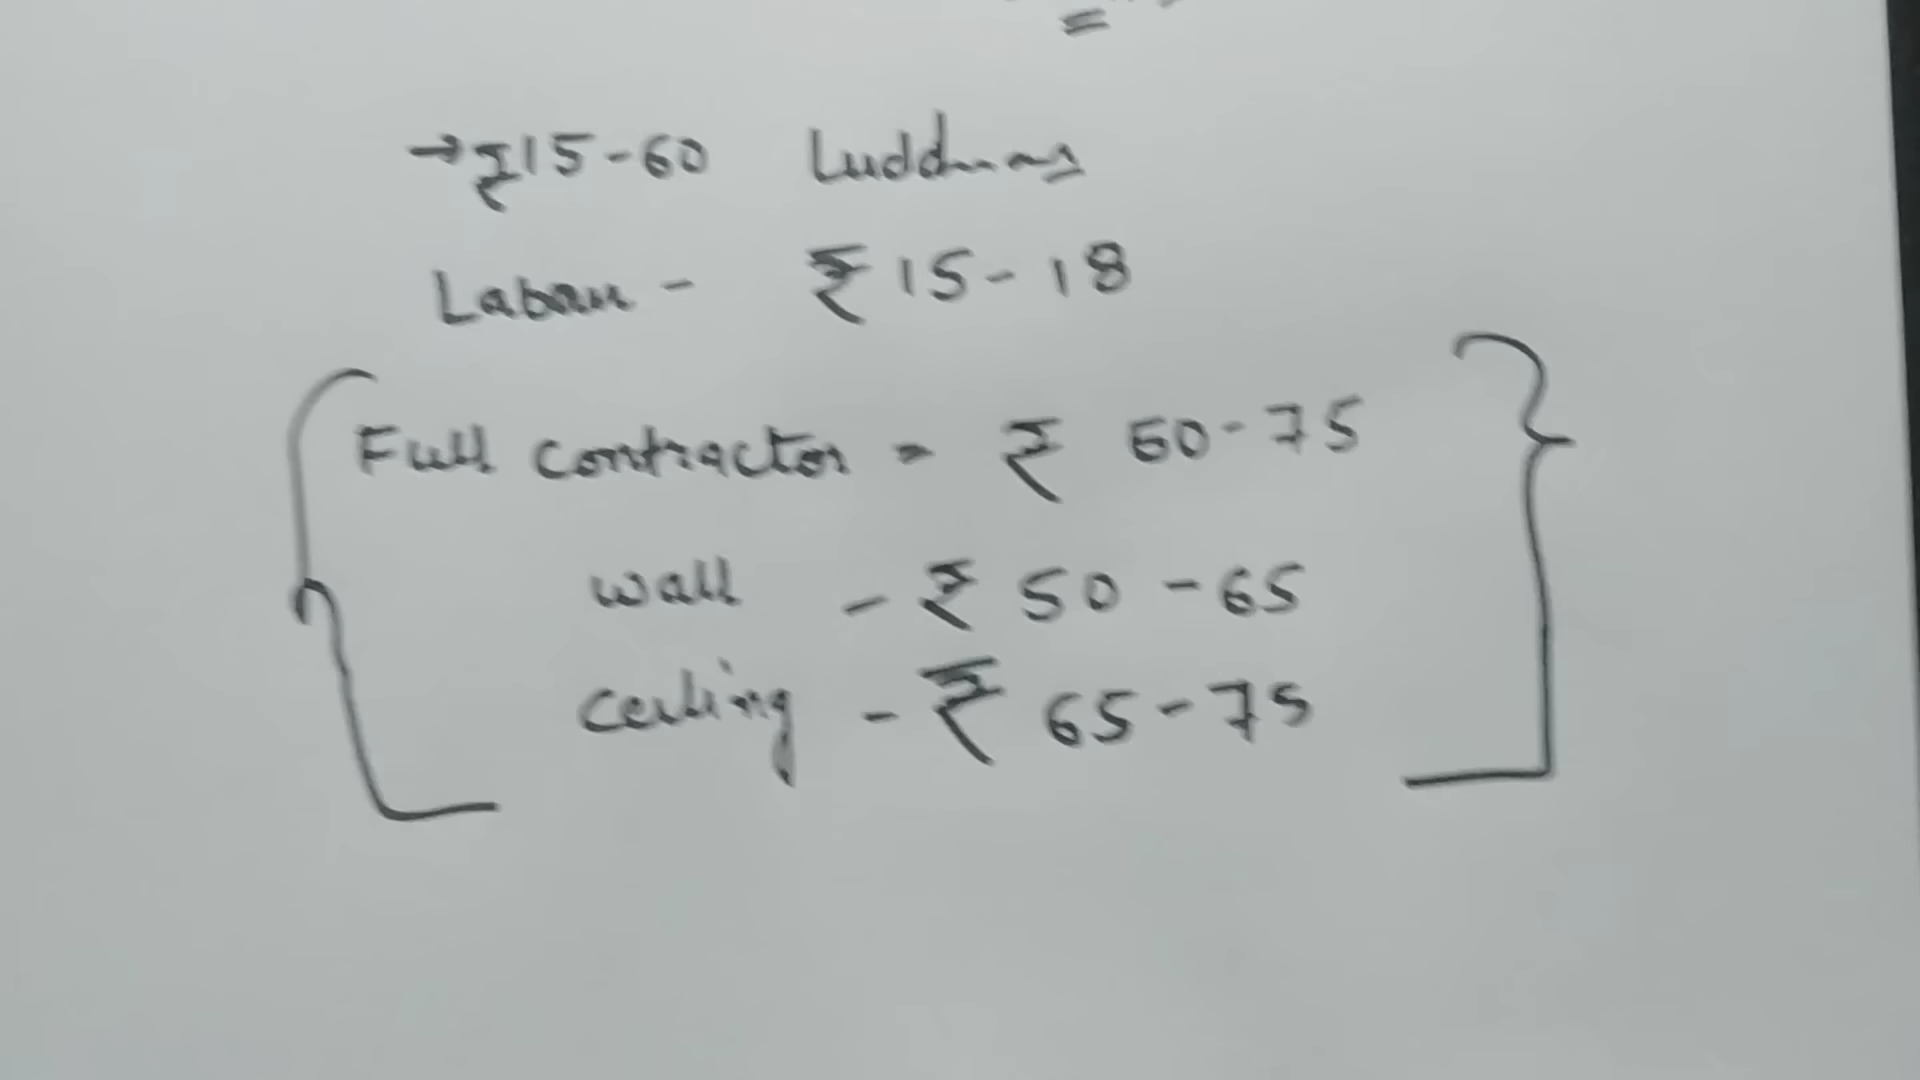 → ₹15-60
Labour - ₹ 15-18
Full contractor = ₹ 60-75
wall - ₹ 50-65
ceiling - ₹ 65-75